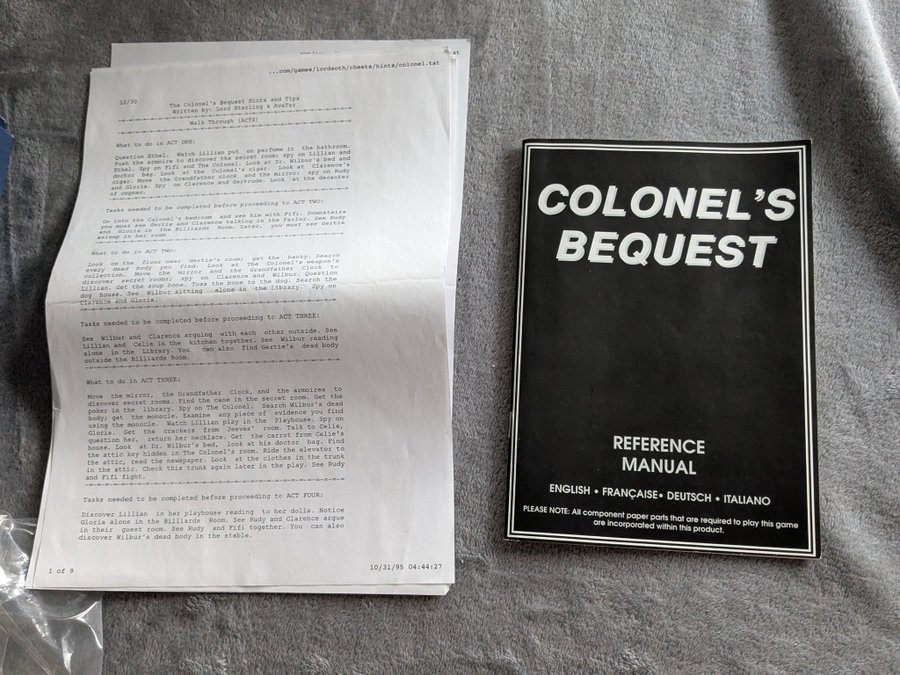 ...com/games/lordsoth/cheats/hints/colonel.txt
12/30
The Colonel's Bequest Hints and Tips
Written by: Lord Sterling & AvaTar
Walk Through (ACTS)
What to do in ACT ONE:
Question Ethel. Watch Lillian put on perfume in the bathroom.
Push the armoire to discover the secret room; spy on Lillian and
Ethel. Spy on Fifi and The Colonel. Look at Dr. Wilbur's bed and
doctor bag. Look at the Colonel's cigar. Look at Clarence's
cigar. Move the Grandfather clock and the mirror; spy on Rudy
and Gloria. Spy on Clarence and Gertrude. Look at the decanter
of cognac.
Tasks needed to be completed before proceeding to ACT TWO:
Go into the Colonel's bedroom and see him with Fifi. Downstairs
you must see Gertie and Clarence talking in the Parlor. See Rudy
and Gloria in the Billiards Room. Later, you must see Gertie
asleep in her room
What to do in ACT TWO:
Look on the floor near Gertie's room; get the hanky. Search
every dead body you find. Look at The Colonel's weapon's
collection. Move the mirror and the Grandfather Clock to
discover secret rooms; spy on Clarence and Wilbur. Question
Lillian. Get the soup bone. Toss the bone to the dog. Search the
dog house. See Wilbur sitting alone in the Library. Spy on
Clarence and Gloria.
Tasks needed to be completed before proceeding to ACT THREE:
See Wilbur and Clarence arguing with each other outside. See
Lillian and Celie in the kitchen together. See Wilbur reading
alone in the Library. You can also find Gertie's dead body
outside the Billiards Room.
What to do in ACT THREE:
Move the mirror, the Grandfather Clock, and the armoires to
discover secret rooms. Find the cane in the secret room. Get the
poker in the library. Spy on The Colonel. Search Wilbur's dead
body; get the monocle. Examine any piece of evidence you find
using the monocle. Watch Lillian play in the Playhouse. Spy on
Gloria. Get the crackers from Jeeves' room. Talk to Celie,
question her, return her necklace. Get the carrot from Celie's
house. Look at Dr. Wilbur's bed, look at his doctor bag. Find
the attic key hidden in The Colonel's room. Ride the elevator to
the attic, read the newspaper. Look at the clothes in the trunk
in the attic. Check this trunk again later in the play. See Rudy
and Fifi fight.
Tasks needed to be completed before proceeding to ACT FOUR:
Discover Lillian in her playhouse reading to her dolls. Notice
Gloria alone in the Billiards Room. See Rudy and Clarence argue
in their guest room. See Rudy and Fifi together. You can also
discover Wilbur's dead body in the stable.
1 of 9
10/31/95 04:44:27
COLONEL'S
BEQUEST
REFERENCE
MANUAL
ENGLISH • FRANÇAISE • DEUTSCH • ITALIANO
PLEASE NOTE: All component paper parts that are required to play this game
are incorporated within this product.